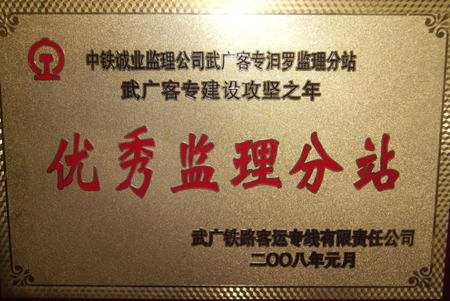 中铁诚业监理公司武广客专汨罗监理分站
武广客专建设攻坚之年
优秀监理分站
武广铁路客运专线有限责任公司
二〇〇八年元月